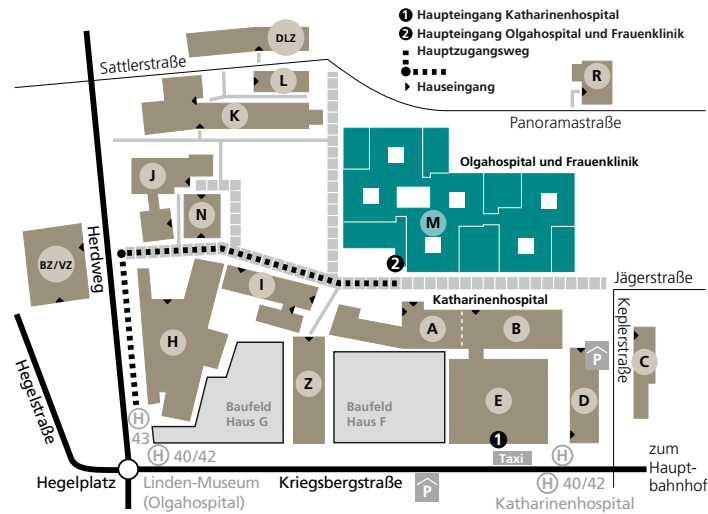 1 Haupteingang Katharinenhospital
2 Haupteingang Olgahospital und Frauenklinik
Hauptzugangsweg
Hauseingang
DLZ
Sattlerstraße
L
R
K
Panoramastraße
Olgahospital und Frauenklinik
J
N
M
Herdweg
BZ/VZ
2
I
Jägerstraße
Katharinenhospital
Keplerstraße
A
B
H
P
C
Hegelstraße
Z
E
D
Baufeld
Haus G
Baufeld
Haus F
H
43
1
H 40/42
Taxi
H
zum
Haupt-
bahnhof
Hegelplatz
Linden-Museum
(Olgahospital)
Kriegsbergstraße
P
H 40/42
Katharinenhospital